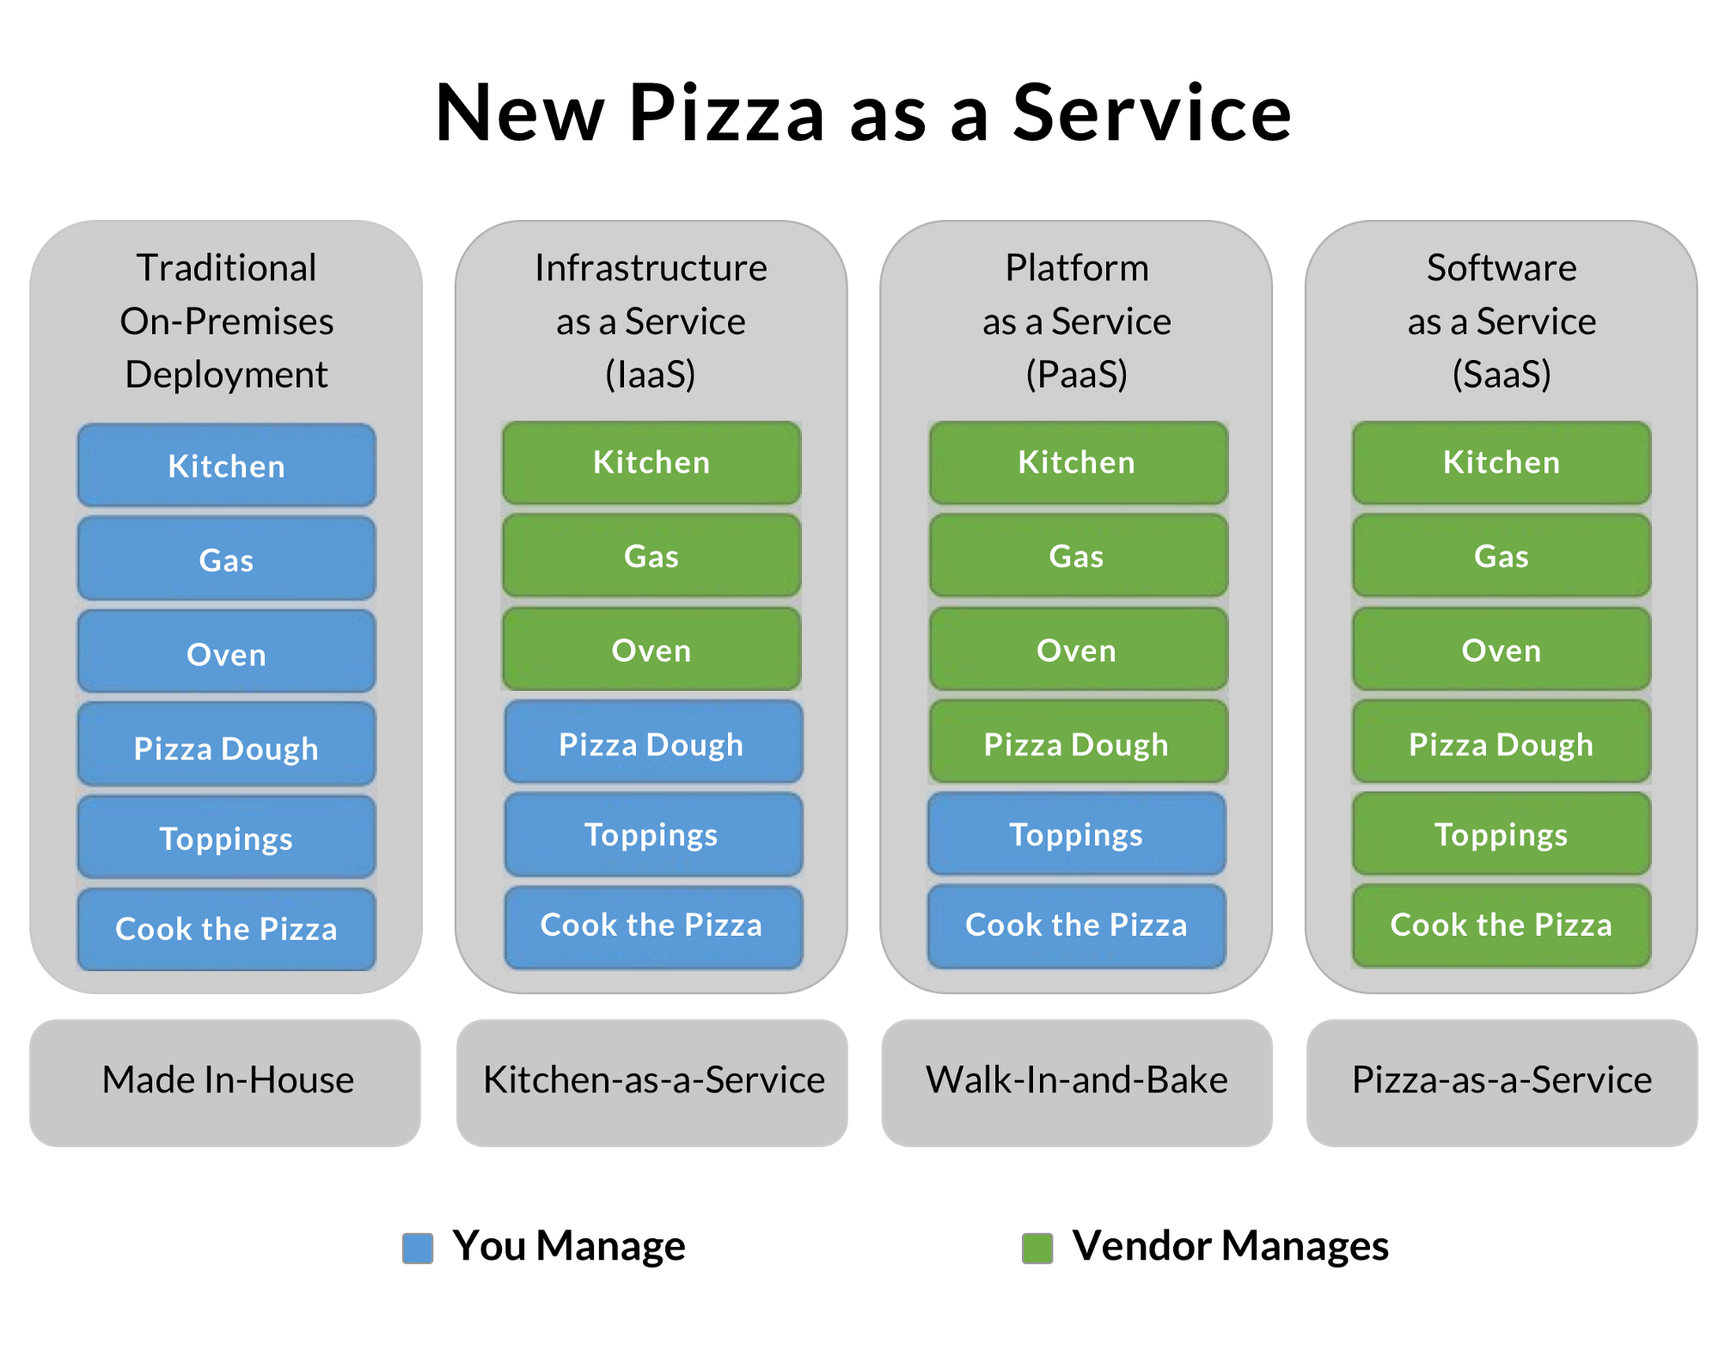 New Pizza as a Service
Traditional
On-Premises
Deployment
Kitchen
Gas
Oven
Pizza Dough
Toppings
Cook the Pizza
Made In-House
Infrastructure
as a Service
(IaaS)
Kitchen
Gas
Oven
Pizza Dough
Toppings
Cook the Pizza
Kitchen-as-a-Service
Platform
as a Service
(PaaS)
Kitchen
Gas
Oven
Pizza Dough
Toppings
Cook the Pizza
Walk-In-and-Bake
Software
as a Service
(SaaS)
Kitchen
Gas
Oven
Pizza Dough
Toppings
Cook the Pizza
Pizza-as-a-Service
You Manage
Vendor Manages